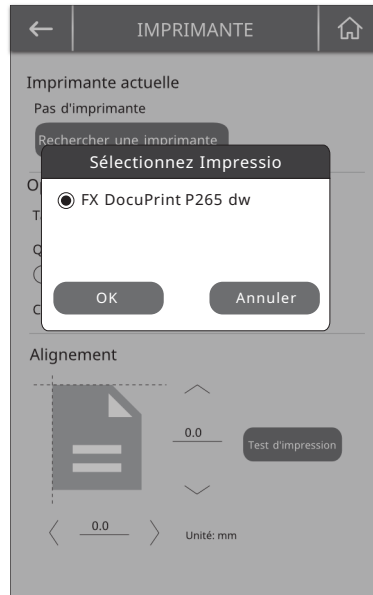 IMPRIMANTE
Imprimante actuelle
Pas d'imprimante
Rechercher une imprimante
Sélectionnez Impressio
FX DocuPrint P265 dw
OK
Annuler
Alignement
0.0
Test d'impression
0.0
Unité: mm